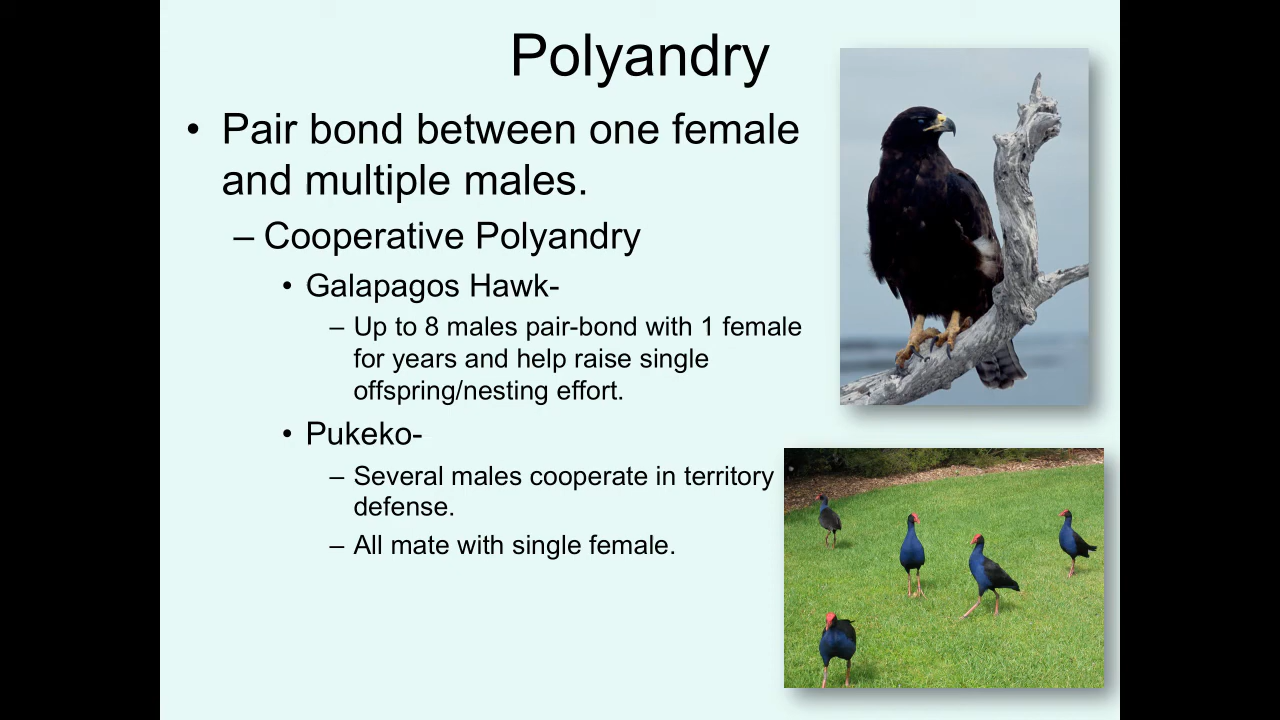 Polyandry
• Pair bond between one female
and multiple males.
– Cooperative Polyandry
• Galapagos Hawk-
– Up to 8 males pair-bond with 1 female
for years and help raise single
offspring/nesting effort.
• Pukeko-
– Several males cooperate in territory
defense.
– All mate with single female.